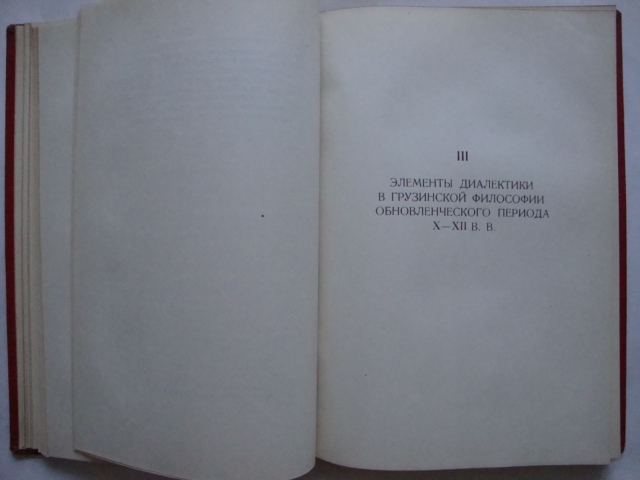 III
ЭЛЕМЕНТЫ ДИАЛЕКТИКИ
В ГРУЗИНСКОЙ ФИЛОСОФИИ
ОБНОВЛЕНЧЕСКОГО ПЕРИОДА
X—XII В. В.